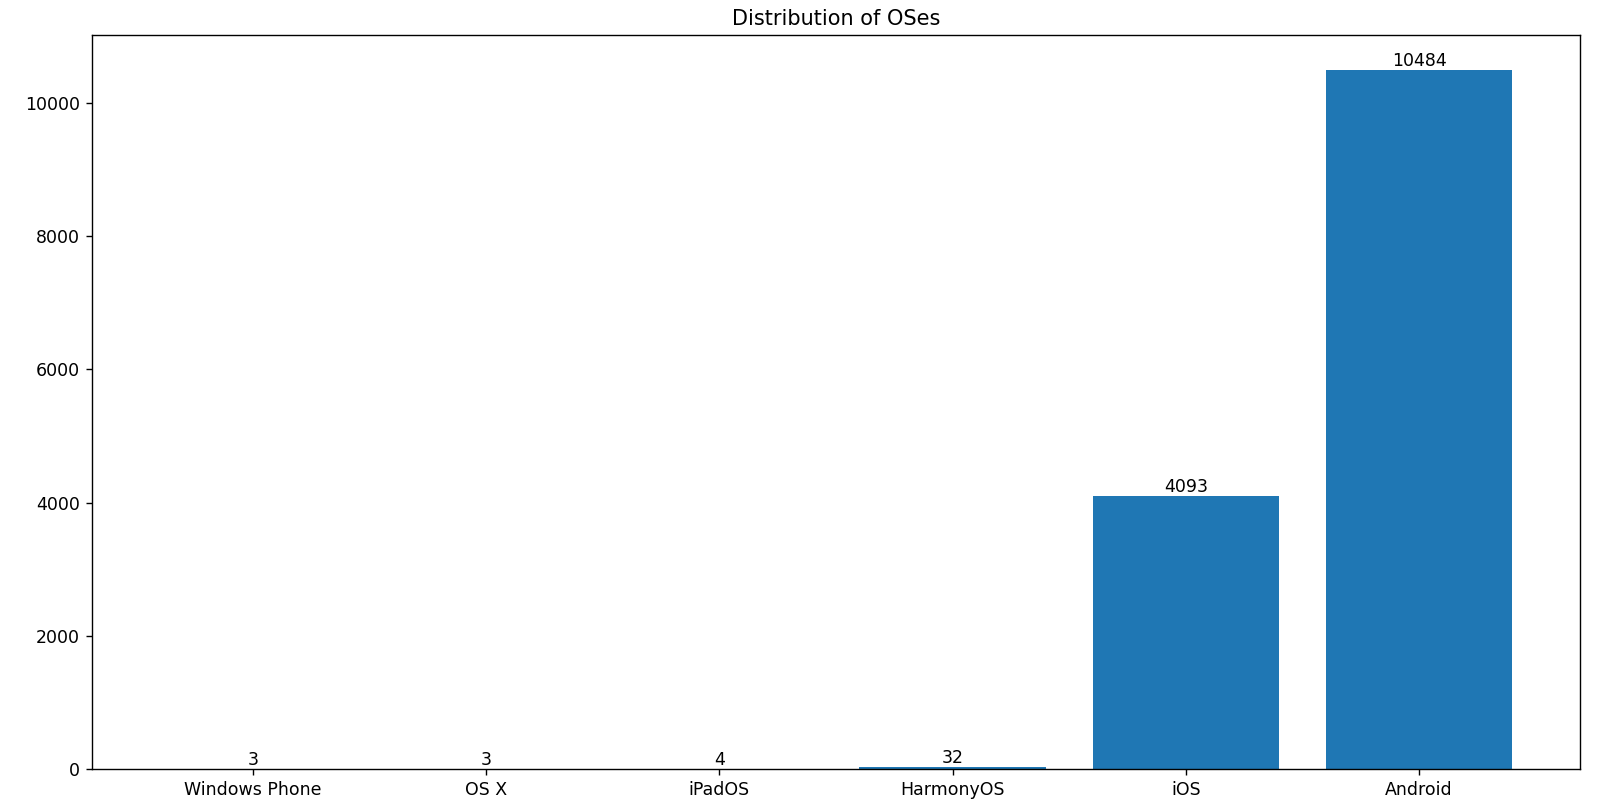 Distribution of OSes
10484
10000
8000
6000
4093
4000
2000
3 3 4 32
0
Windows Phone OS X iPadOS HarmonyOS iOS Android